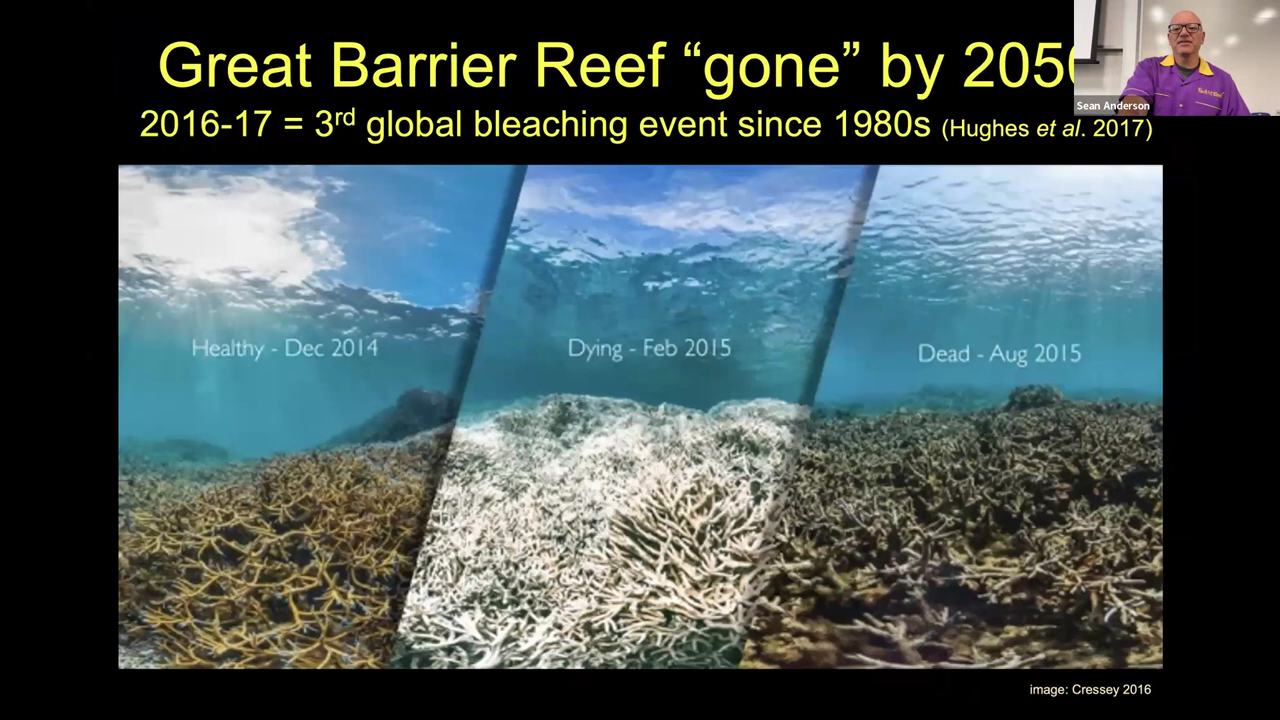 Great Barrier Reef “gone” by 205
2016-17 = 3rd global bleaching event since 1980s (Hughes et al. 2017)
Sean Anderson
Healthy - Dec 2014
Dying - Feb 2015
Dead - Aug 2015
image: Cressey 2016